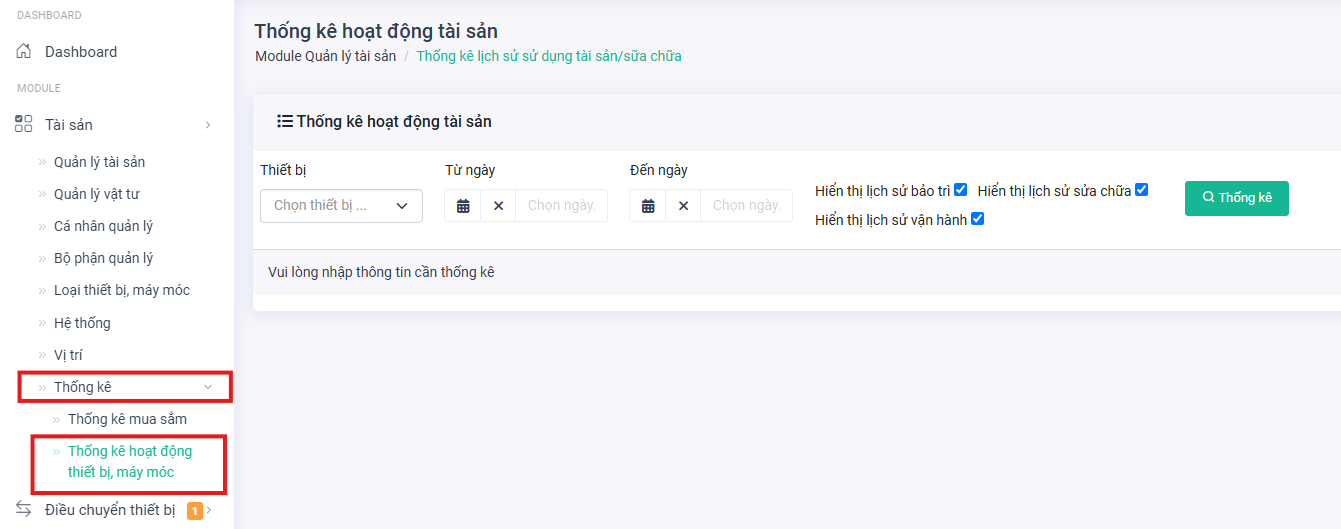 DASHBOARD
Dashboard
MODULE
Tài sản
Quản lý tài sản
Quản lý vật tư
Cá nhân quản lý
Bộ phận quản lý
Loại thiết bị, máy móc
Hệ thống
Vị trí
Thống kê
Thống kê mua sắm
Thống kê hoạt động
thiết bị, máy móc
Điều chuyển thiết bị 1
Thống kê hoạt động tài sản
Module Quản lý tài sản / Thống kê lịch sử sử dụng tài sản/sữa chữa
Thống kê hoạt động tài sản
Thiết bị
Chọn thiết bị ...
Từ ngày
Chọn ngày.
Đến ngày
Chọn ngày.
Hiển thị lịch sử bảo trì Hiển thị lịch sử sửa chữa
Hiển thị lịch sử vận hành
Thống kê
Vui lòng nhập thông tin cần thống kê